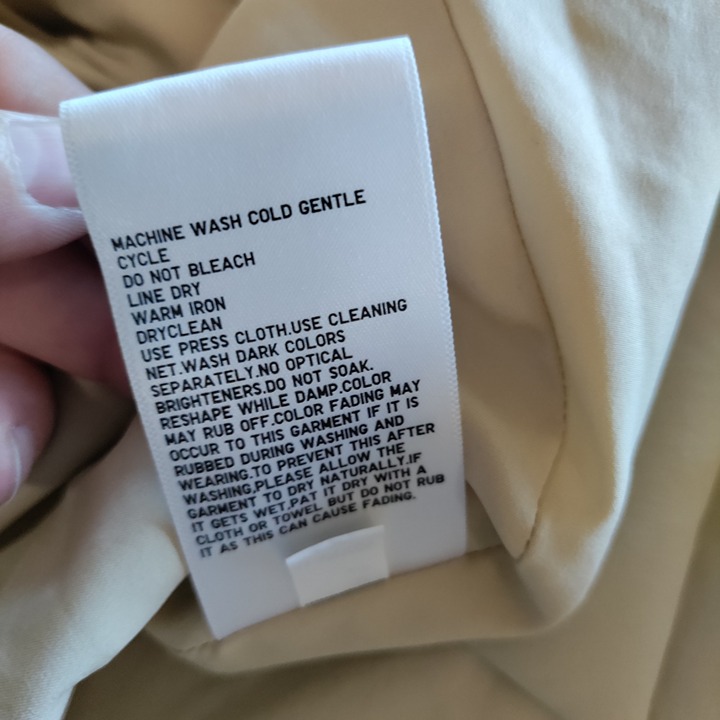 MACHINE WASH COLD GENTLE
CYCLE
DO NOT BLEACH
LINE DRY
WARM IRON
DRYCLEAN
USE PRESS CLOTH.USE CLEANING
NET.WASH DARK COLORS
SEPARATELY.NO OPTICAL
BRIGHTENERS.DO NOT SOAK.
RESHAPE WHILE DAMP.COLOR
MAY RUB OFF.COLOR FADING MAY
OCCUR TO THIS GARMENT IF IT IS
RUBBED DURING WASHING AND
WEARING.TO PREVENT THIS AFTER
WASHING,PLEASE ALLOW THE
GARMENT TO DRY NATURALLY.IF
IT GETS WET,PAT IT DRY WITH A
CLOTH OR TOWEL BUT DO NOT RUB
IT AS THIS CAN CAUSE FADING.